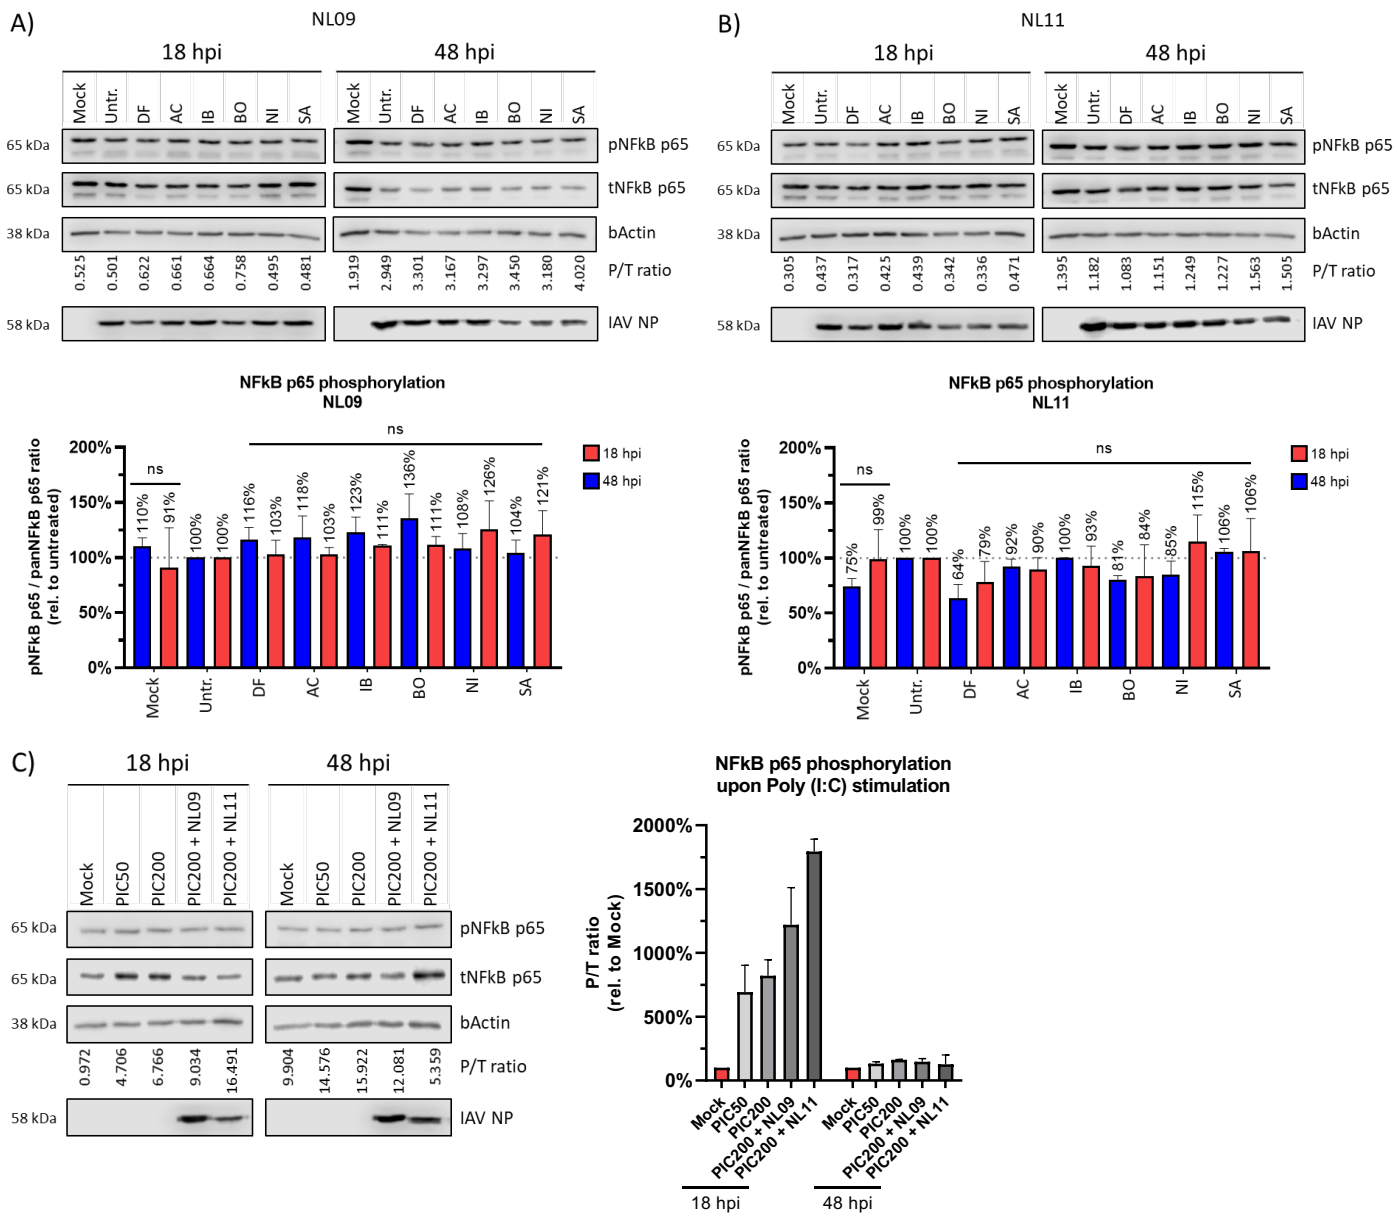 A)
NL09
18 hpi
48 hpi
Mock
Untr.
DF
AC
IB
BO
NI
SA
Mock
Untr.
DF
AC
IB
BO
NI
SA
65 kDa
pNFkB p65
65 kDa
tNFkB p65
38 kDa
bActin
0.525
0.501
0.622
0.661
0.664
0.758
0.495
0.481
1.919
2.949
3.301
3.167
3.297
3.450
3.180
4.020
P/T ratio
58 kDa
IAV NP
NFkB p65 phosphorylation
NL09
pNFkB p65 / panNFkB p65 ratio
(rel. to untreated)
200%
150%
100%
50%
0%
ns
ns
110%
91%
100%
100%
116%
103%
118%
103%
123%
111%
136%
111%
108%
126%
104%
121%
Mock
Untr.
DF
AC
IB
BO
NI
SA
18 hpi
48 hpi
B)
NL11
18 hpi
48 hpi
Mock
Untr.
DF
AC
IB
BO
NI
SA
Mock
Untr.
DF
AC
IB
BO
NI
SA
65 kDa
pNFkB p65
65 kDa
tNFkB p65
38 kDa
bActin
0.305
0.437
0.317
0.425
0.439
0.342
0.336
0.471
1.395
1.182
1.083
1.151
1.249
1.227
1.563
1.505
P/T ratio
58 kDa
IAV NP
NFkB p65 phosphorylation
NL11
pNFkB p65 / panNFkB p65 ratio
(rel. to untreated)
200%
150%
100%
50%
0%
ns
ns
75%
99%
100%
100%
64%
79%
92%
90%
100%
93%
81%
84%
85%
115%
106%
106%
Mock
Untr.
DF
AC
IB
BO
NI
SA
18 hpi
48 hpi
C)
18 hpi
48 hpi
Mock
PIC50
PIC200
PIC200 + NL09
PIC200 + NL11
Mock
PIC50
PIC200
PIC200 + NL09
PIC200 + NL11
65 kDa
pNFkB p65
65 kDa
tNFkB p65
38 kDa
bActin
0.972
4.706
6.766
9.034
16.491
9.904
14.576
15.922
12.081
5.359
P/T ratio
58 kDa
IAV NP
NFkB p65 phosphorylation
upon Poly (I:C) stimulation
P/T ratio
(rel. to Mock)
2000%
1500%
1000%
500%
0%
Mock
PIC50
PIC200
PIC200 + NL09
PIC200 + NL11
Mock
PIC50
PIC200
PIC200 + NL09
PIC200 + NL11
18 hpi
48 hpi